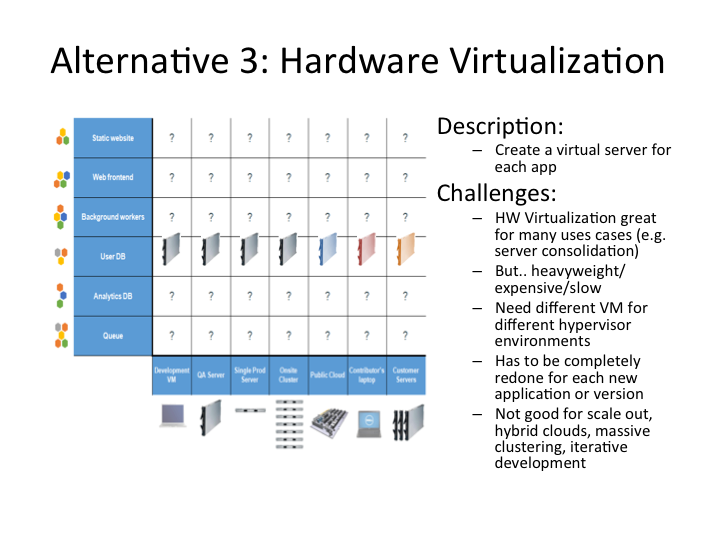 Alternative 3: Hardware Virtualization
Static website ? ? ? ? ? ? ?
Web frontend ? ? ? ? ? ? ?
Background workers ? ? ? ? ? ? ?
User DB
Analytics DB ? ? ? ? ? ? ?
Queue ? ? ? ? ? ? ?
Development
VM
QA Server
Single Prod
Server
Onsite
Cluster
Public Cloud
Contributor's
laptop
Customer
Servers
Description:
– Create a virtual server for
each app
Challenges:
– HW Virtualization great
for many uses cases (e.g.
server consolidation)
– But.. heavyweight/
expensive/slow
– Need different VM for
different hypervisor
environments
– Has to be completely
redone for each new
application or version
– Not good for scale out,
hybrid clouds, massive
clustering, iterative
development